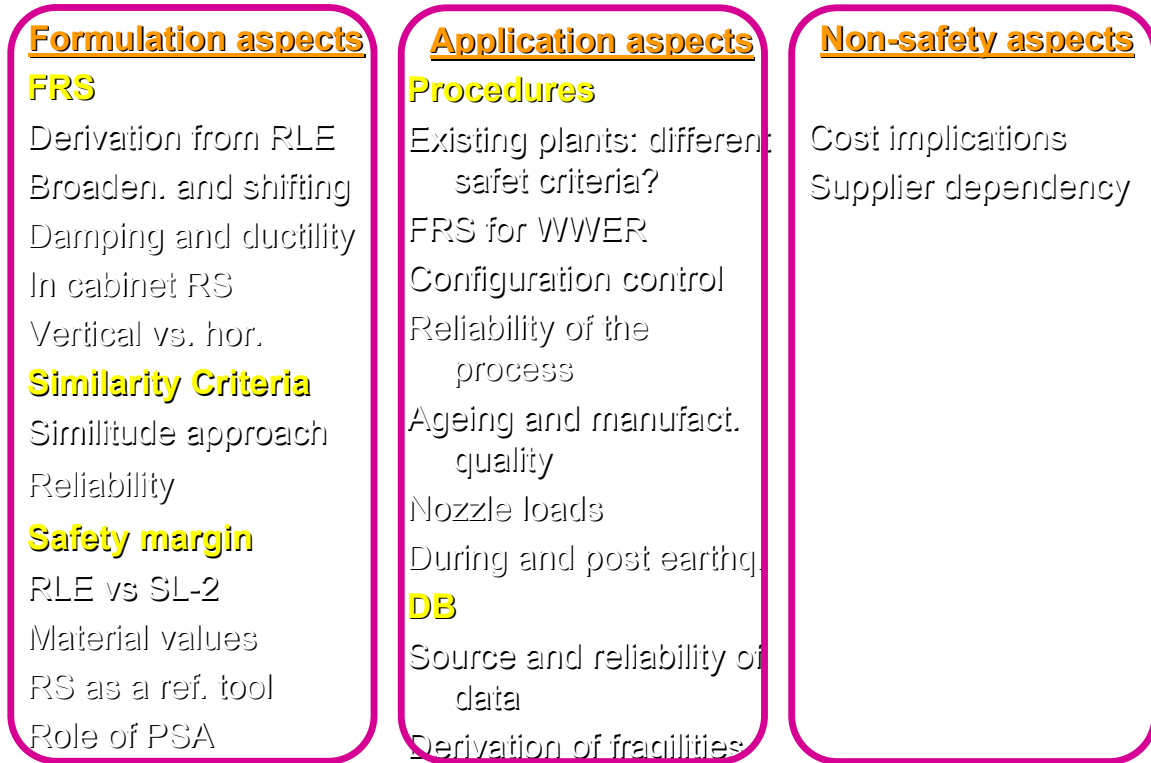 Formulation aspects
FRS
Derivation from RLE
Broaden. and shifting
Damping and ductility
In cabinet RS
Vertical vs. hor.
Similarity Criteria
Similitude approach
Reliability
Safety margin
RLE vs SL-2
Material values
RS as a ref. tool
Role of PSA
Application aspects
Procedures
Existing plants: different
safet criteria?
FRS for WWER
Configuration control
Reliability of the
process
Ageing and manufact.
quality
Nozzle loads
During and post earthq.
DB
Source and reliability of
data
Derivation of fragilities
Non-safety aspects
Cost implications
Supplier dependency